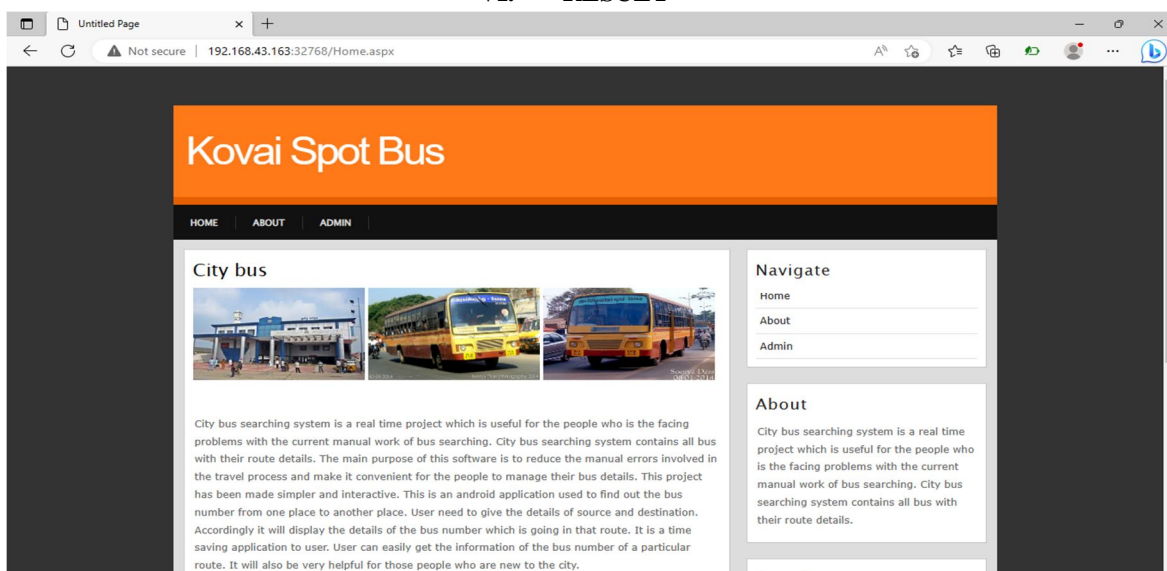 VI. RESULT
Untitled Page
Not secure | 192.168.43.163:32768/Home.aspx
Kovai Spot Bus
HOME ABOUT ADMIN
City bus
City bus searching system is a real time project which is useful for the people who is the facing
problems with the current manual work of bus searching. City bus searching system contains all bus
with their route details. The main purpose of this software is to reduce the manual errors involved in
the travel process and make it convenient for the people to manage their bus details. This project
has been made simpler and interactive. This is an android application used to find out the bus
number from one place to another place. User need to give the details of source and destination.
Accordingly it will display the details of the bus number which is going in that route. It is a time
saving application to user. User can easily get the information of the bus number of a particular
route. It will also be very helpful for those people who are new to the city.
Navigate
Home
About
Admin
About
City bus searching system is a real time
project which is useful for the people who
is the facing problems with the current
manual work of bus searching. City bus
searching system contains all bus with
their route details.